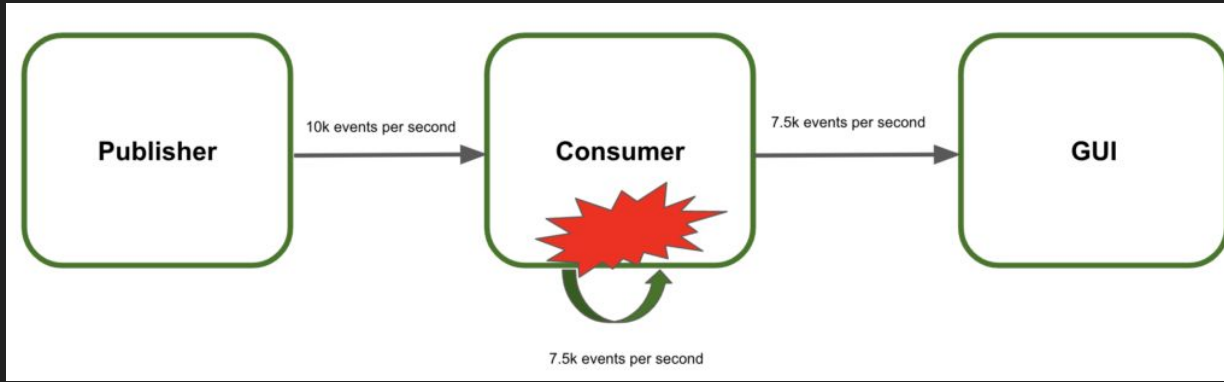 Publisher
10k events per second
Consumer
7.5k events per second
GUI
7.5k events per second